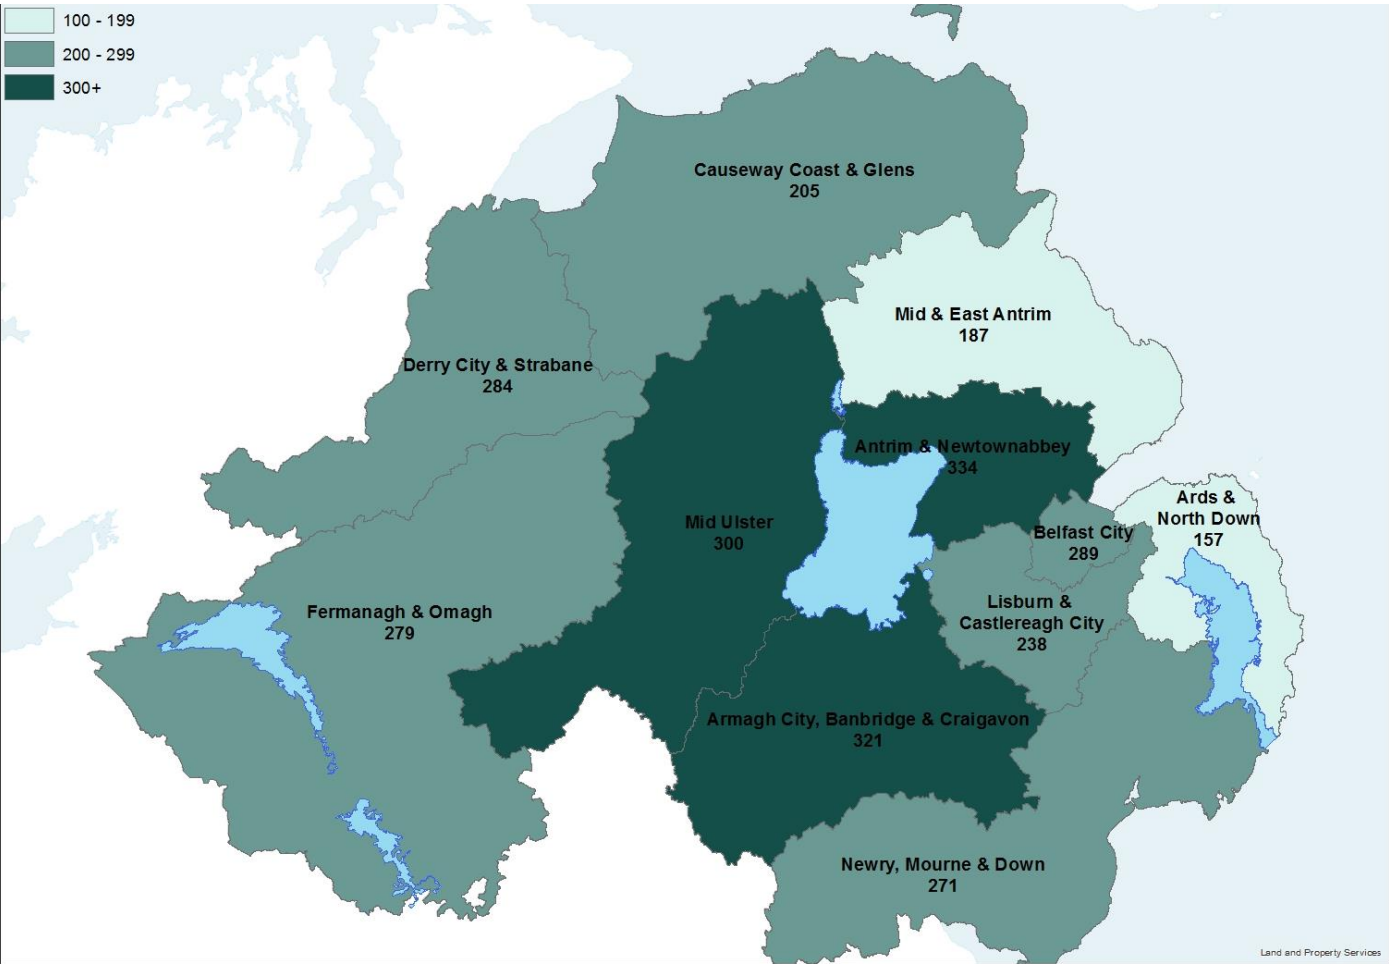 100 - 199
200 - 299
300+
Causeway Coast & Glens
205
Mid & East Antrim
187
Derry City & Strabane
284
Antrim & Newtownabbey
334
Ards &
North Down
157
Mid Ulster
300
Belfast City
289
Fermanagh & Omagh
279
Lisburn &
Castlereagh City
238
Armagh City, Banbridge & Craigavon
321
Newry, Mourne & Down
271
Land and Property Services